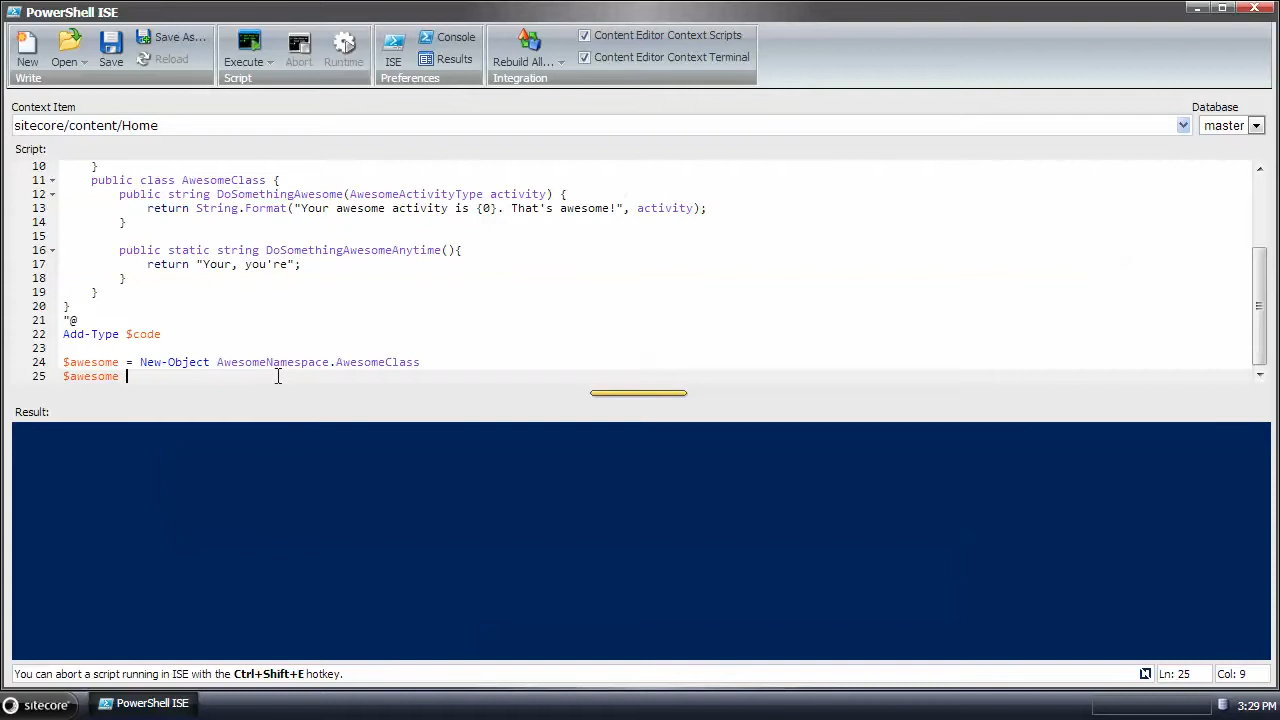 PowerShell ISE
New Open Save Save As... Reload Execute Abort Runtime ISE Console Results Rebuild All... Content Editor Context Scripts Content Editor Context Terminal
Write Script Preferences Integration
Context Item Database
sitecore/content/Home master
Script:
10 }
11 public class AwesomeClass {
12 public string DoSomethingAwesome(AwesomeActivityType activity) {
13 return String.Format("Your awesome activity is {0}. That's awesome!", activity);
14 }
15
16 public static string DoSomethingAwesomeAnytime(){
17 return "Your, you're";
18 }
19 }
20 }
21 "@
22 Add-Type $code
23
24 $awesome = New-Object AwesomeNamespace.AwesomeClass
25 $awesome
Result:
You can abort a script running in ISE with the Ctrl+Shift+E hotkey. Ln: 25 Col: 9
sitecore PowerShell ISE 3:29 PM